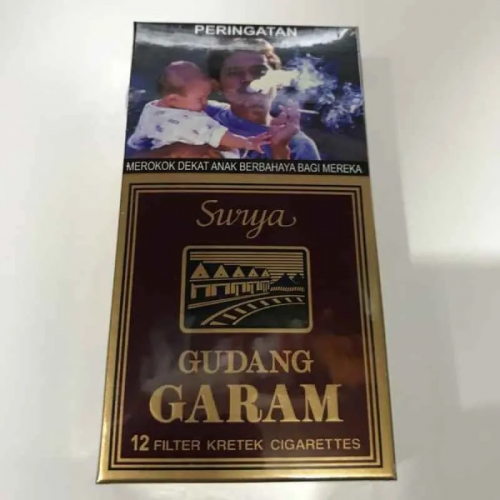 PERINGATAN
MEROKOK DEKAT ANAK BERBAHAYA BAGI MEREKA
Surya
GUDANG
GARAM
12 FILTER KRETEK CIGARETTES